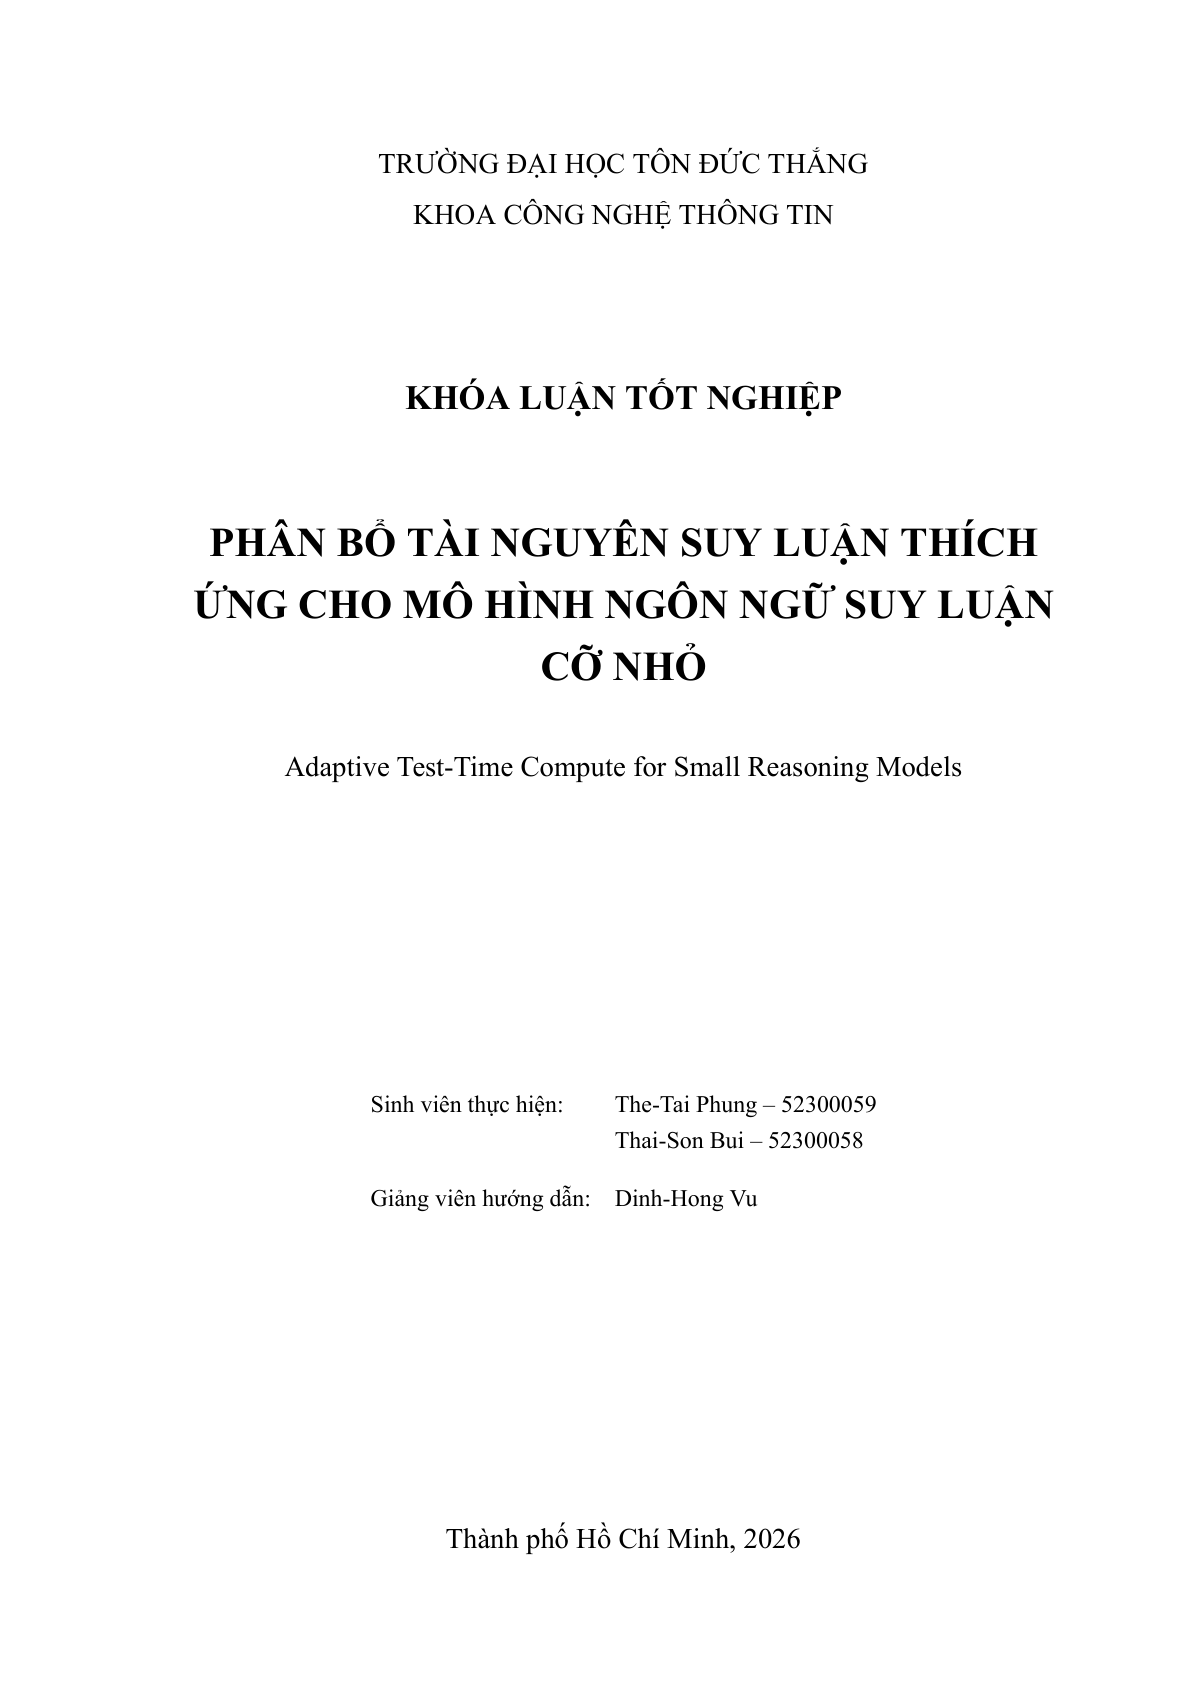 TRƯỜNG ĐẠI HỌC TÔN ĐỨC THẮNG
KHOA CÔNG NGHỆ THÔNG TIN
KHÓA LUẬN TỐT NGHIỆP
PHÂN BỔ TÀI NGUYÊN SUY LUẬN THÍCH
ỨNG CHO MÔ HÌNH NGÔN NGỮ SUY LUẬN
CỠ NHỎ
Adaptive Test-Time Compute for Small Reasoning Models
Sinh viên thực hiện: The-Tai Phung – 52300059
Thai-Son Bui – 52300058
Giảng viên hướng dẫn: Dinh-Hong Vu
Thành phố Hồ Chí Minh, 2026